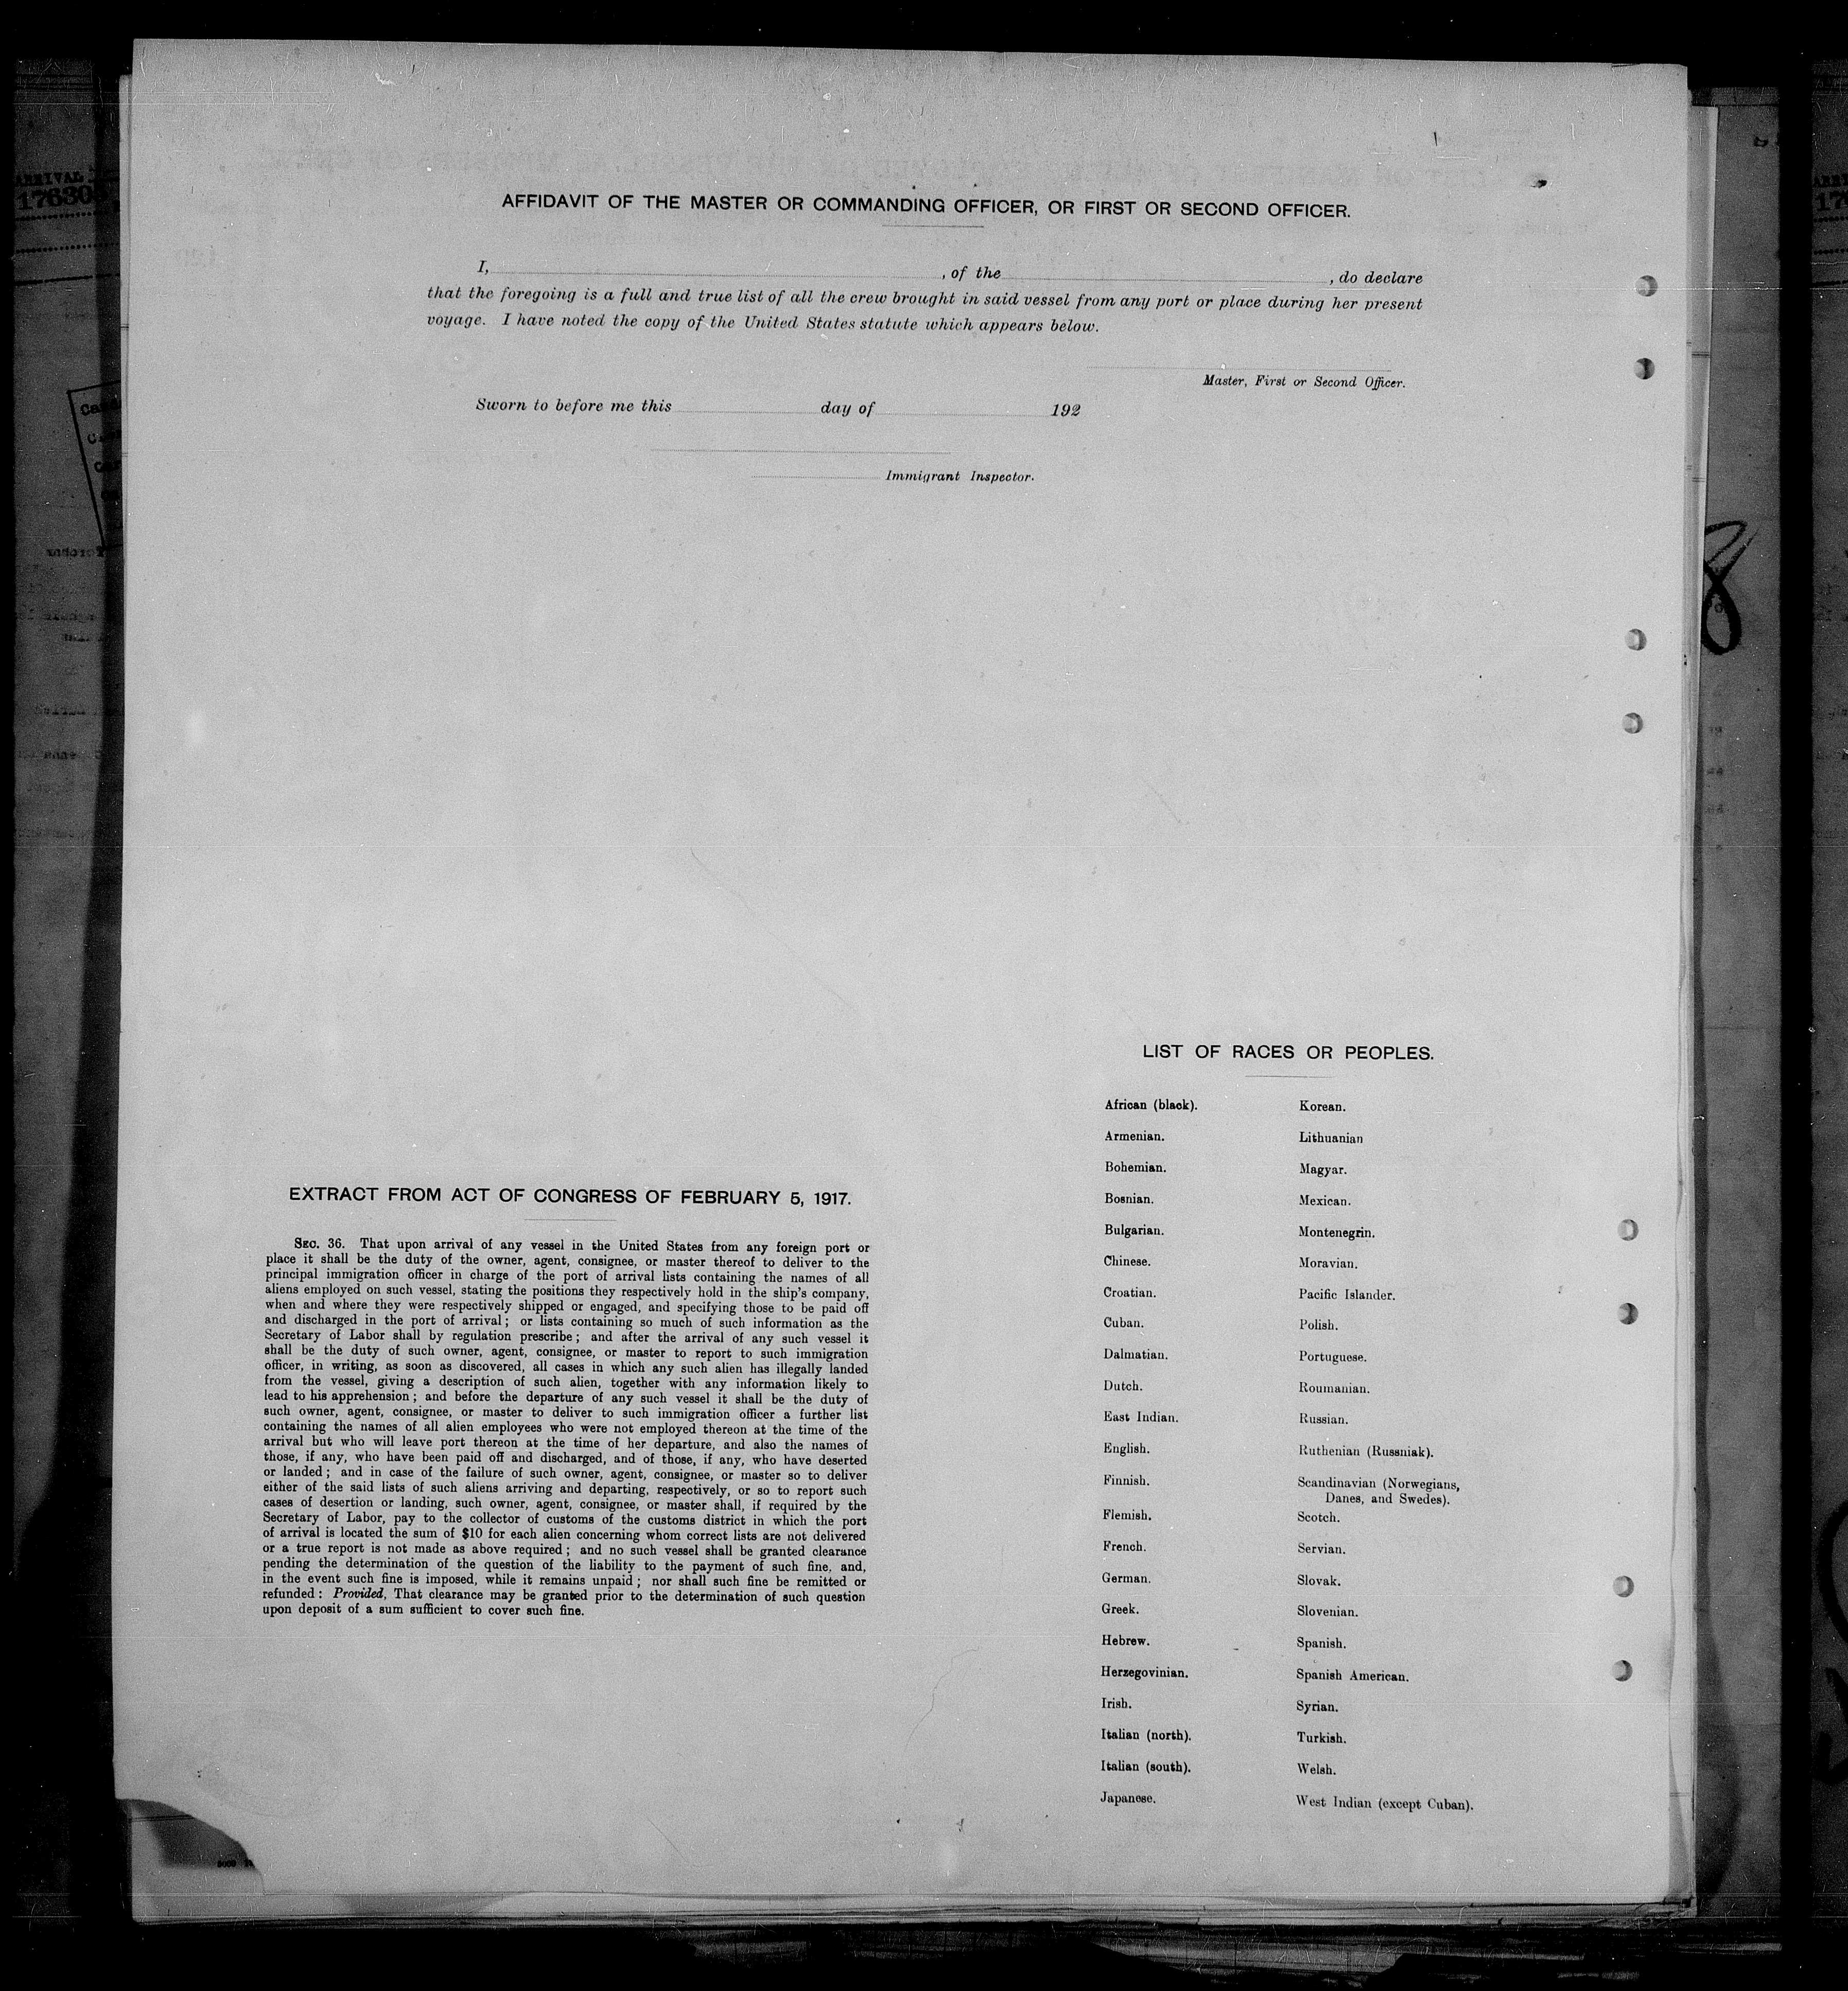 AFFIDAVIT OF THE MASTER OR COMMANDING OFFICER, OR FIRST OR SECOND OFFICER.
I, , of the , do declare
that the foregoing is a full and true list of all the crew brought in said vessel from any port or place during her present
voyage. I have noted the copy of the United States statute which appears below.
Master, First or Second Officer.
Sworn to before me this day of 192
Immigrant Inspector.
EXTRACT FROM ACT OF CONGRESS OF FEBRUARY 5, 1917.
SEC. 36. That upon arrival of any vessel in the United States from any foreign port or
place it shall be the duty of the owner, agent, consignee, or master thereof to deliver to the
principal immigration officer in charge of the port of arrival lists containing the names of all
aliens employed on such vessel, stating the positions they respectively hold in the ship's company,
when and where they were respectively shipped or engaged, and specifying those to be paid off
and discharged in the port of arrival; or lists containing so much of such information as the
Secretary of Labor shall by regulation prescribe; and after the arrival of any such vessel it
shall be the duty of such owner, agent, consignee, or master to report to such immigration
officer, in writing, as soon as discovered, all cases in which any such alien has illegally landed
from the vessel, giving a description of such alien, together with any information likely to
lead to his apprehension; and before the departure of any such vessel it shall be the duty of
such owner, agent, consignee, or master to deliver to such immigration officer a further list
containing the names of all alien employees who were not employed thereon at the time of the
arrival but who will leave port thereon at the time of her departure, and also the names of
those, if any, who have been paid off and discharged, and of those, if any, who have deserted
or landed; and in case of the failure of such owner, agent, consignee, or master so to deliver
either of the said lists of such aliens arriving and departing, respectively, or so to report such
cases of desertion or landing, such owner, agent, consignee, or master shall, if required by the
Secretary of Labor, pay to the collector of customs of the customs district in which the port
of arrival is located the sum of $10 for each alien concerning whom correct lists are not delivered
or a true report is not made as above required; and no such vessel shall be granted clearance
pending the determination of the question of the liability to the payment of such fine, and,
in the event such fine is imposed, while it remains unpaid; nor shall such fine be remitted or
refunded: Provided, That clearance may be granted prior to the determination of such question
upon deposit of a sum sufficient to cover such fine.
LIST OF RACES OR PEOPLES.
African (black).
Armenian.
Bohemian.
Bosnian.
Bulgarian.
Chinese.
Croatian.
Cuban.
Dalmatian.
Dutch.
East Indian.
English.
Finnish.
Flemish.
French.
German.
Greek.
Hebrew.
Herzegovinian.
Irish.
Italian (north).
Italian (south).
Japanese.
Korean.
Lithuanian
Magyar.
Mexican.
Montenegrin.
Moravian.
Pacific Islander.
Polish.
Portuguese.
Roumanian.
Russian.
Ruthenian (Russniak).
Scandinavian (Norwegians,
Danes, and Swedes).
Scotch.
Servian.
Slovak.
Slovenian.
Spanish.
Spanish American.
Syrian.
Turkish.
Welsh.
West Indian (except Cuban).
8